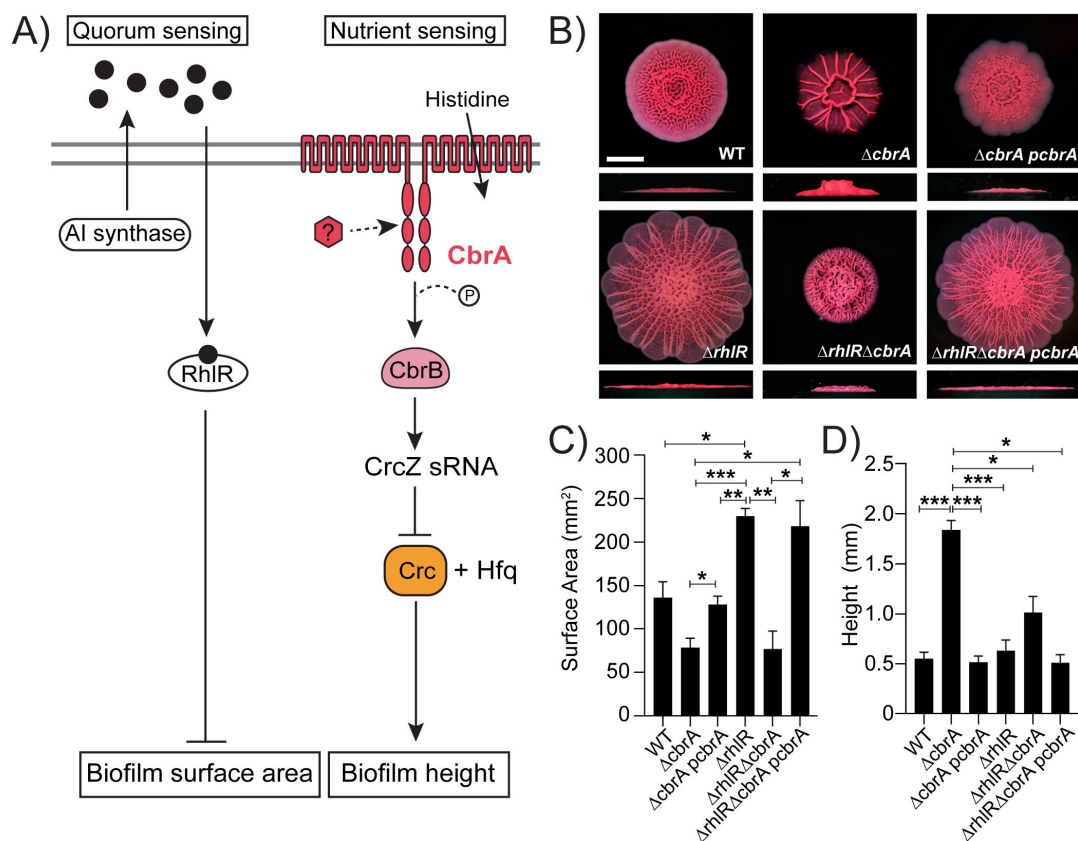 A)
Quorum sensing
Nutrient sensing
Histidine
AI synthase
?
CbrA
P
RhlR
CbrB
CrcZ sRNA
Crc + Hfq
Biofilm surface area
Biofilm height
B)
WT
ΔcbrA
ΔcbrA pcbrA
ΔrhlR
ΔrhlRΔcbrA
ΔrhlRΔcbrA pcbrA
C)
Surface Area (mm²)
300
250
200
150
100
50
0
*
*
***
*
**
**
*
WT
ΔcbrA
ΔcbrA pcbrA
ΔrhlR
ΔrhlRΔcbrA
ΔrhlRΔcbrA pcbrA
D)
Height (mm)
2.5
2.0
1.5
1.0
0.5
0
*
*
***
***
***
WT
ΔcbrA
ΔcbrA pcbrA
ΔrhlR
ΔrhlRΔcbrA
ΔrhlRΔcbrA pcbrA